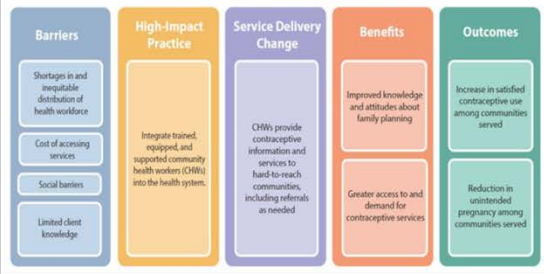 Barriers
Shortages in and
inequitable
distribution of
health workforce
Cost of accessing
services
Social barriers
Limited client
knowledge
High-Impact
Practice
Integrate trained,
equipped, and
supported community
health workers (CHWs)
into the health system.
Service Delivery
Change
CHWs provide
contraceptive
information and
services to
hard-to-reach
communities,
including referrals
as needed
Benefits
Improved knowledge
and attitudes about
family planning
Greater access to and
demand for
contraceptive services
Outcomes
Increase in satisfied
contraceptive use
among communities
served
Reduction in
unintended
pregnancy among
communities served